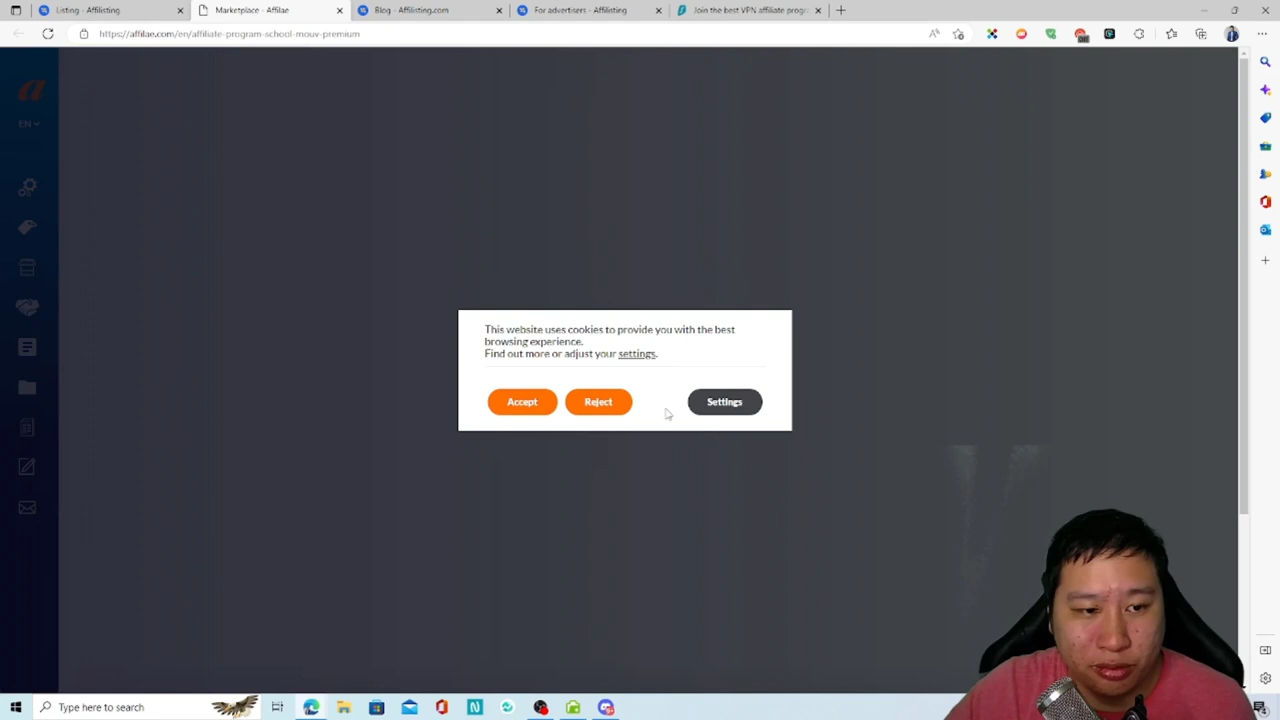 Listing - Affilisting
Marketplace - Affilae
Blog - Affilisting.com
For advertisers - Affilisting
Join the best VPN affiliate progr
https://affilae.com/en/affiliate-program-school-mouv-premium
EN
This website uses cookies to provide you with the best
browsing experience.
Find out more or adjust your settings.
Accept
Reject
Settings
Type here to search